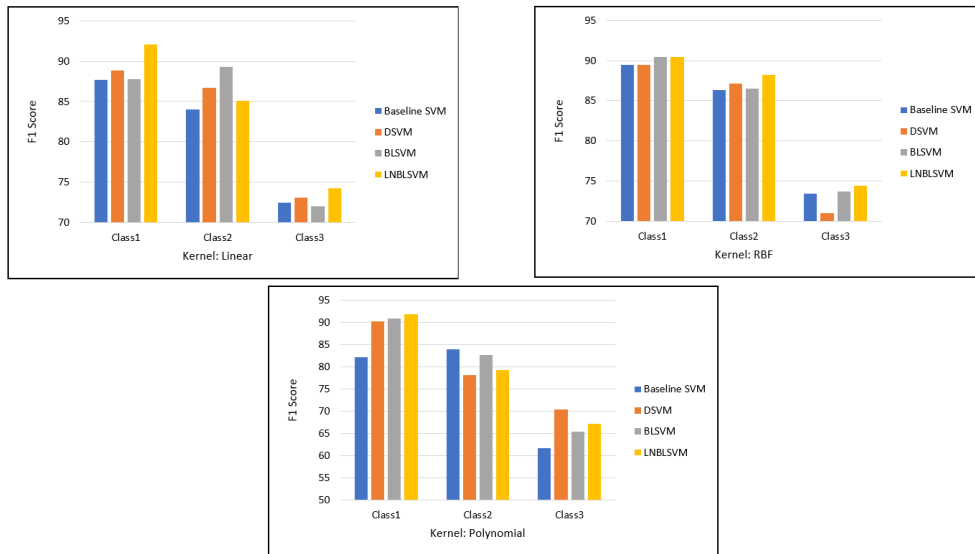 95
90
85
80
75
70
F1 Score
Class1 Class2 Class3
Kernel: Linear
Baseline SVM
DSVM
BLSVM
LNBLSVM
95
90
85
80
75
70
F1 Score
Class1 Class2 Class3
Kernel: RBF
Baseline SVM
DSVM
BLSVM
LNBLSVM
95
90
85
80
75
70
65
60
55
50
F1 Score
Class1 Class2 Class3
Kernel: Polynomial
Baseline SVM
DSVM
BLSVM
LNBLSVM